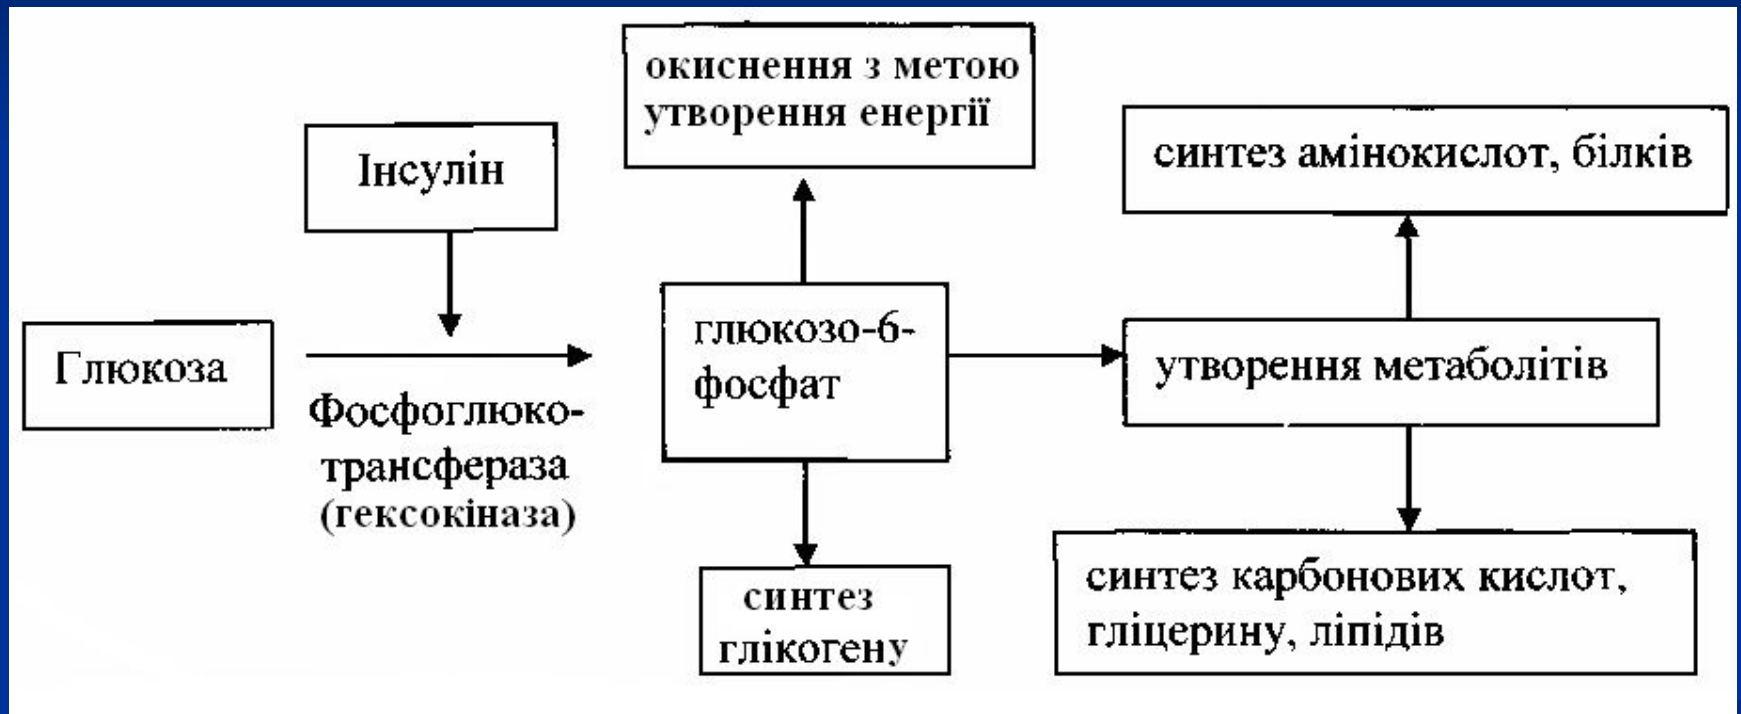 окиснення з метою
утворення енергії
Інсулін
синтез амінокислот, білків
Глюкоза
Фосфоглюко-
трансфераза
(гексокіназа)
глюкозо-6-
фосфат
утворення метаболітів
синтез
глікогену
синтез карбонових кислот,
гліцерину, ліпідів